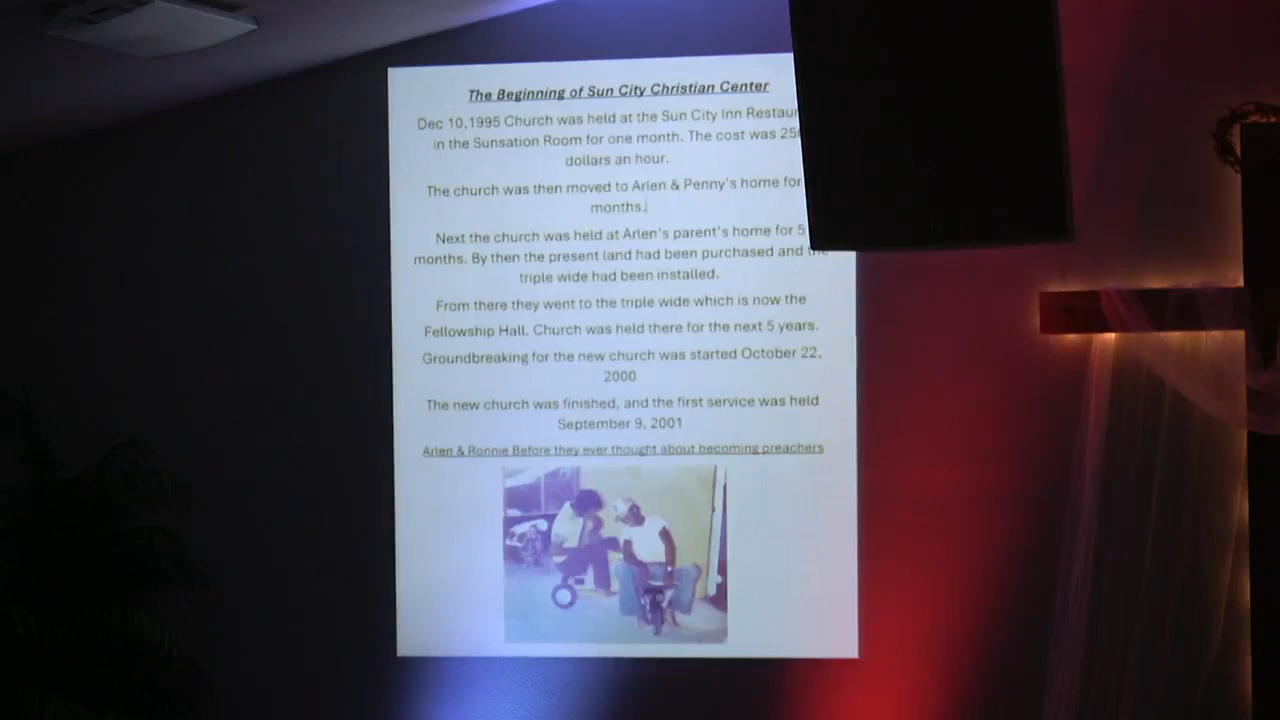 The Beginning of Sun City Christian Center
Dec 10,1995 Church was held at the Sun City Inn
in the Sunsation Room for one month. The cost was
dollars an hour.
The church was then moved to Arlen & Penny's home for
months.
Next the church was held at Arlen's parent's home for 5
months. By then the present land had been purchased and
triple wide had been installed.
From there they went to the triple wide which is now the
Fellowship Hall. Church was held there for the next 5 years.
Groundbreaking for the new church was started October 22,
2000
The new church was finished, and the first service was held
September 9, 2001
Arlen & Ronnie Before they ever thought about becoming preachers